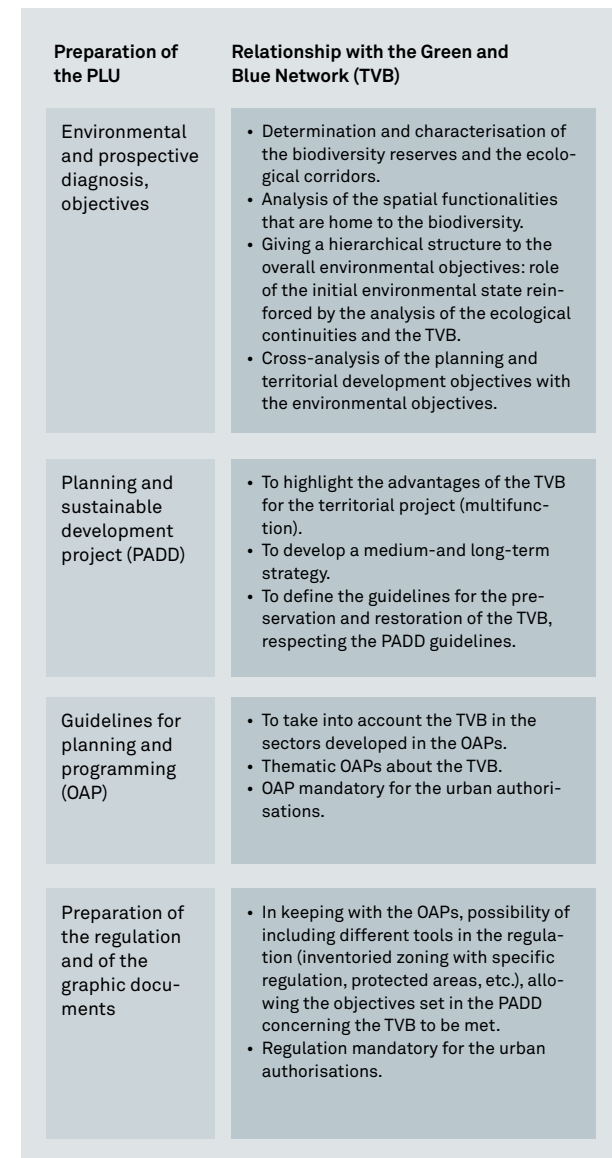 Preparation of
the PLU
Relationship with the Green and
Blue Network (TVB)
Environmental
and prospective
diagnosis,
objectives
• Determination and characterisation of
the biodiversity reserves and the ecolo-
gical corridors.
• Analysis of the spatial functionalities
that are home to the biodiversity.
• Giving a hierarchical structure to the
overall environmental objectives: role
of the initial environmental state rein-
forced by the analysis of the ecological
continuities and the TVB.
• Cross-analysis of the planning and
territorial development objectives with
the environmental objectives.
Planning and
sustainable
development
project (PADD)
• To highlight the advantages of the TVB
for the territorial project (multifunc-
tion).
• To develop a medium-and long-term
strategy.
• To define the guidelines for the pre-
servation and restoration of the TVB,
respecting the PADD guidelines.
Guidelines for
planning and
programming
(OAP)
• To take into account the TVB in the
sectors developed in the OAPs.
• Thematic OAPs about the TVB.
• OAP mandatory for the urban authori-
sations.
Preparation of
the regulation
and of the
graphic docu-
ments
• In keeping with the OAPs, possibility of
including different tools in the regula-
tion (inventoried zoning with specific
regulation, protected areas, etc.), allo-
wing the objectives set in the PADD
concerning the TVB to be met.
• Regulation mandatory for the urban
authorisations.